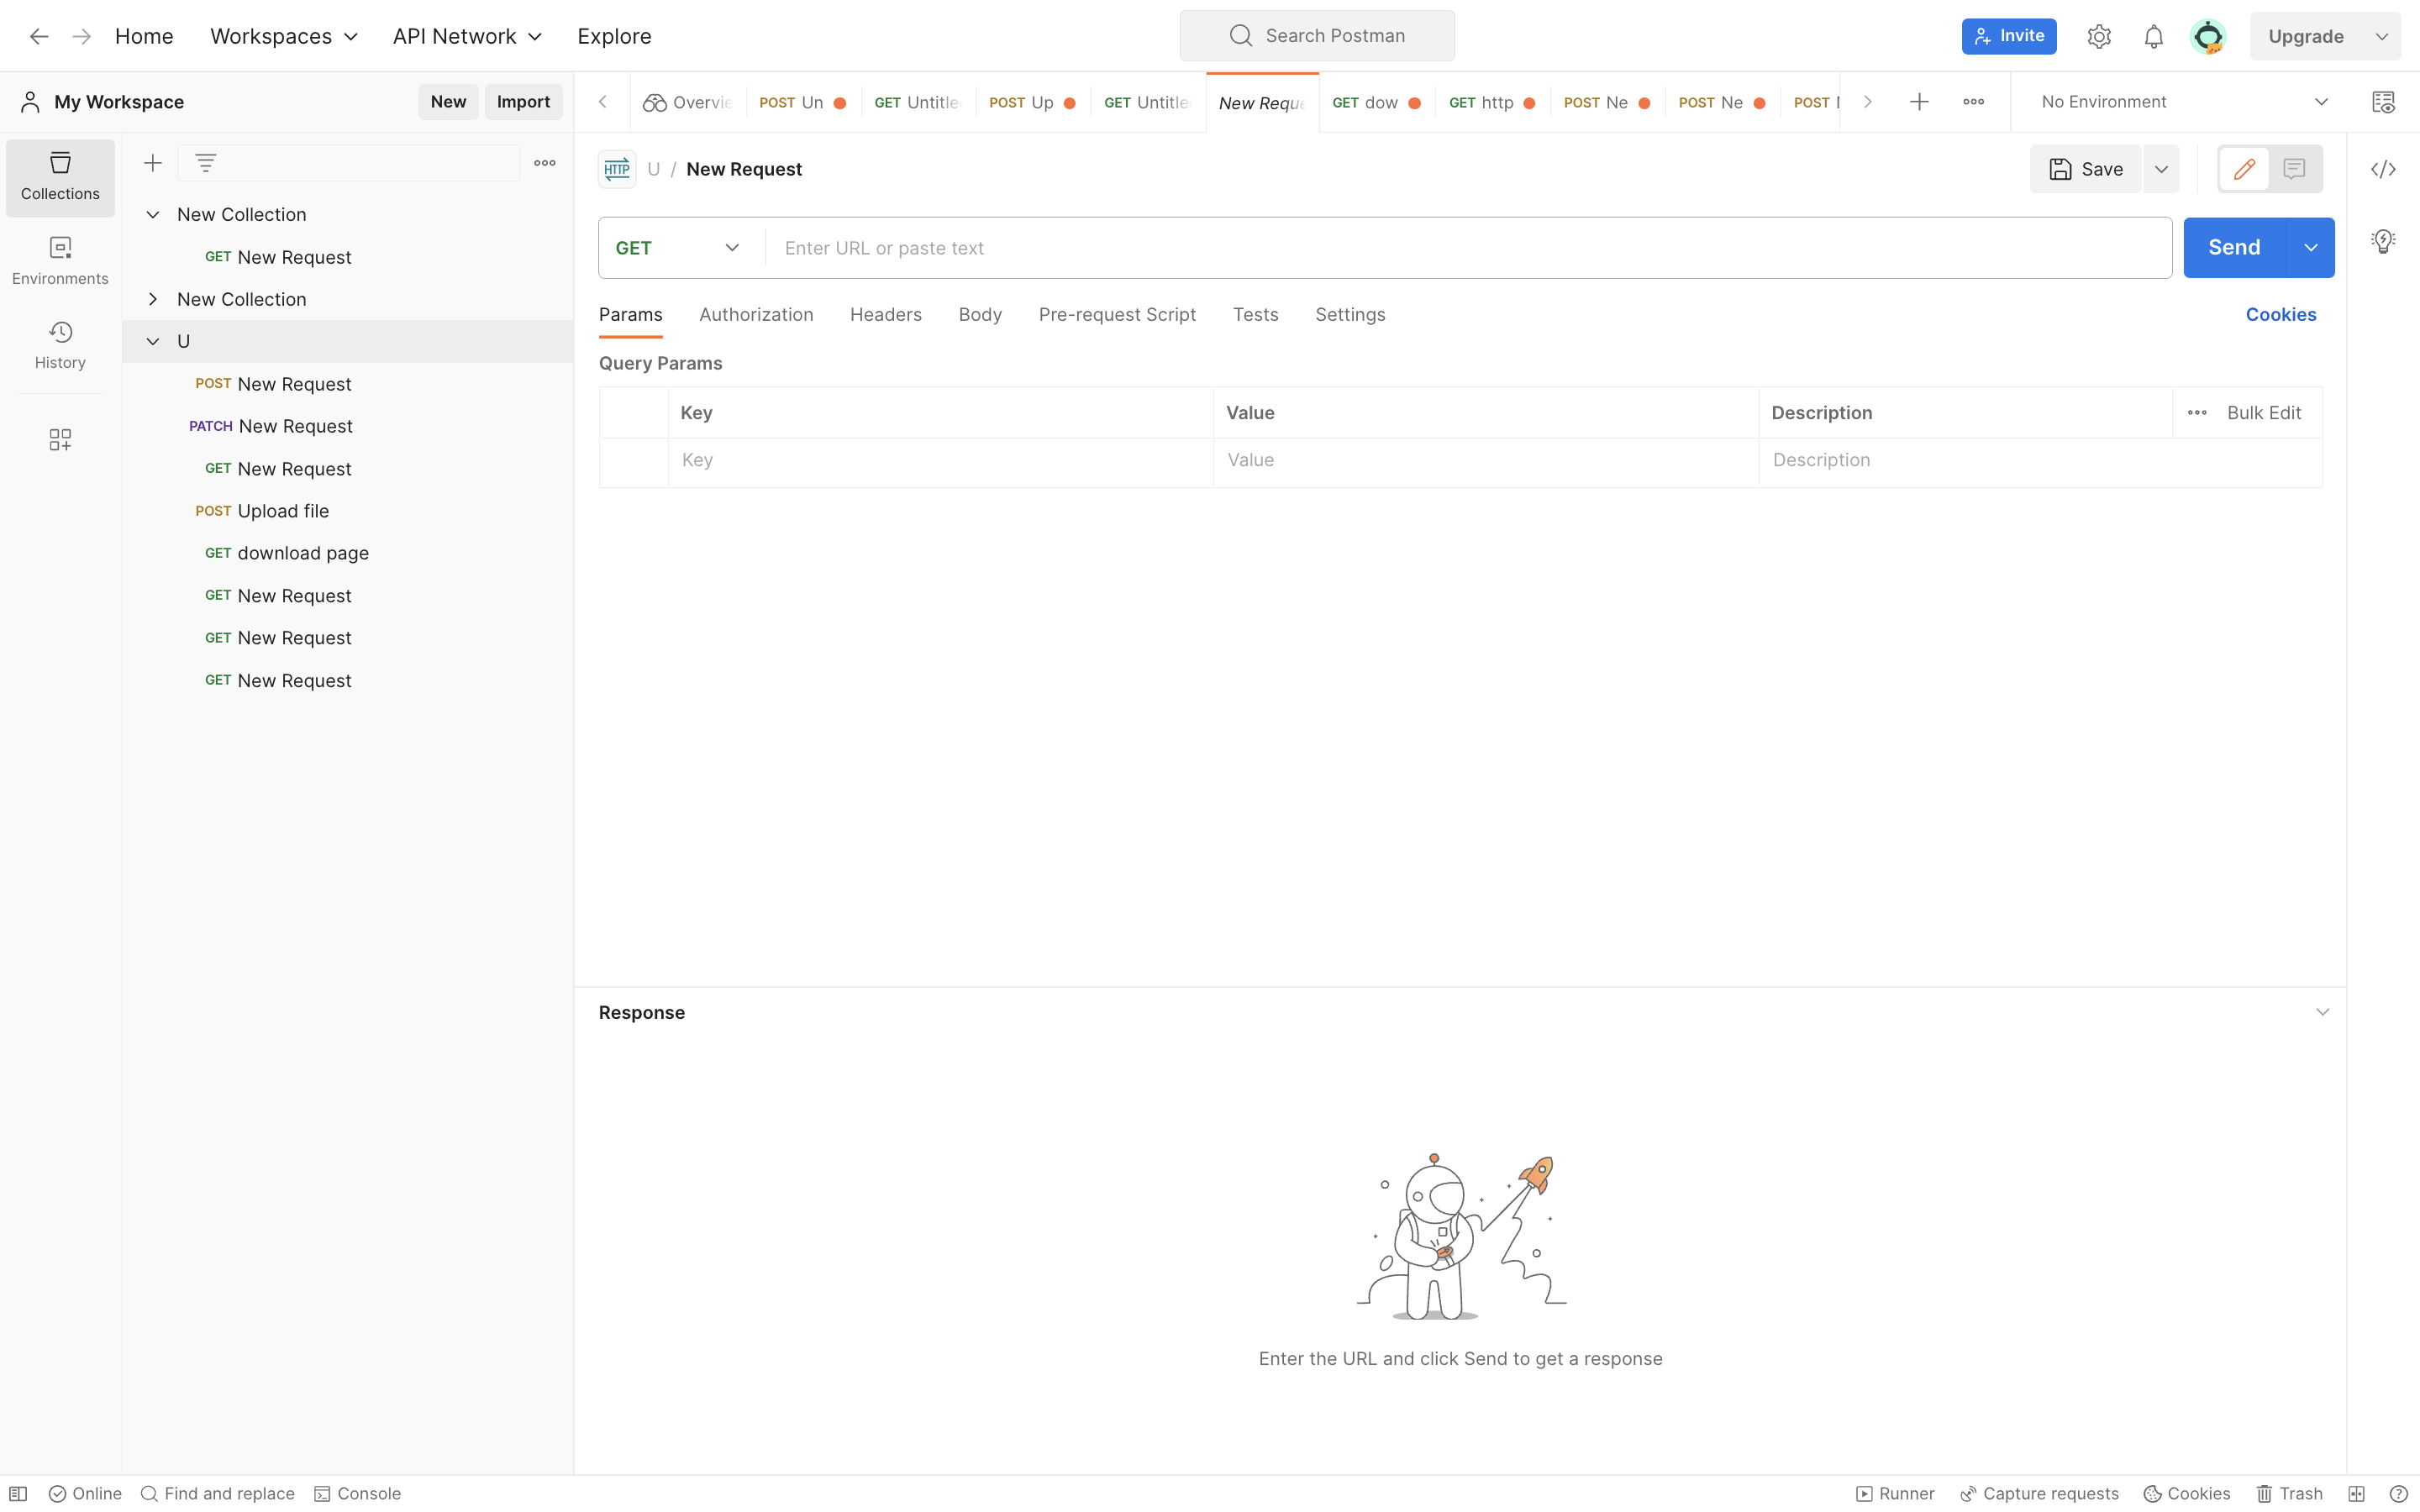 Home Workspaces API Network Explore Search Postman Invite Upgrade
My Workspace New Import
Overvie POST Un GET Untitle POST Up GET Untitle New Reque GET dow GET http POST Ne POST Ne POST No Environment
Collections
Environments
History
New Collection
GET New Request
New Collection
U
POST New Request
PATCH New Request
GET New Request
POST Upload file
GET download page
GET New Request
GET New Request
GET New Request
HTTP U / New Request Save
GET Enter URL or paste text Send
Params Authorization Headers Body Pre-request Script Tests Settings Cookies
Query Params
Key Value Description Bulk Edit
Key Value Description
Response
Enter the URL and click Send to get a response
Online Find and replace Console Runner Capture requests Cookies Trash